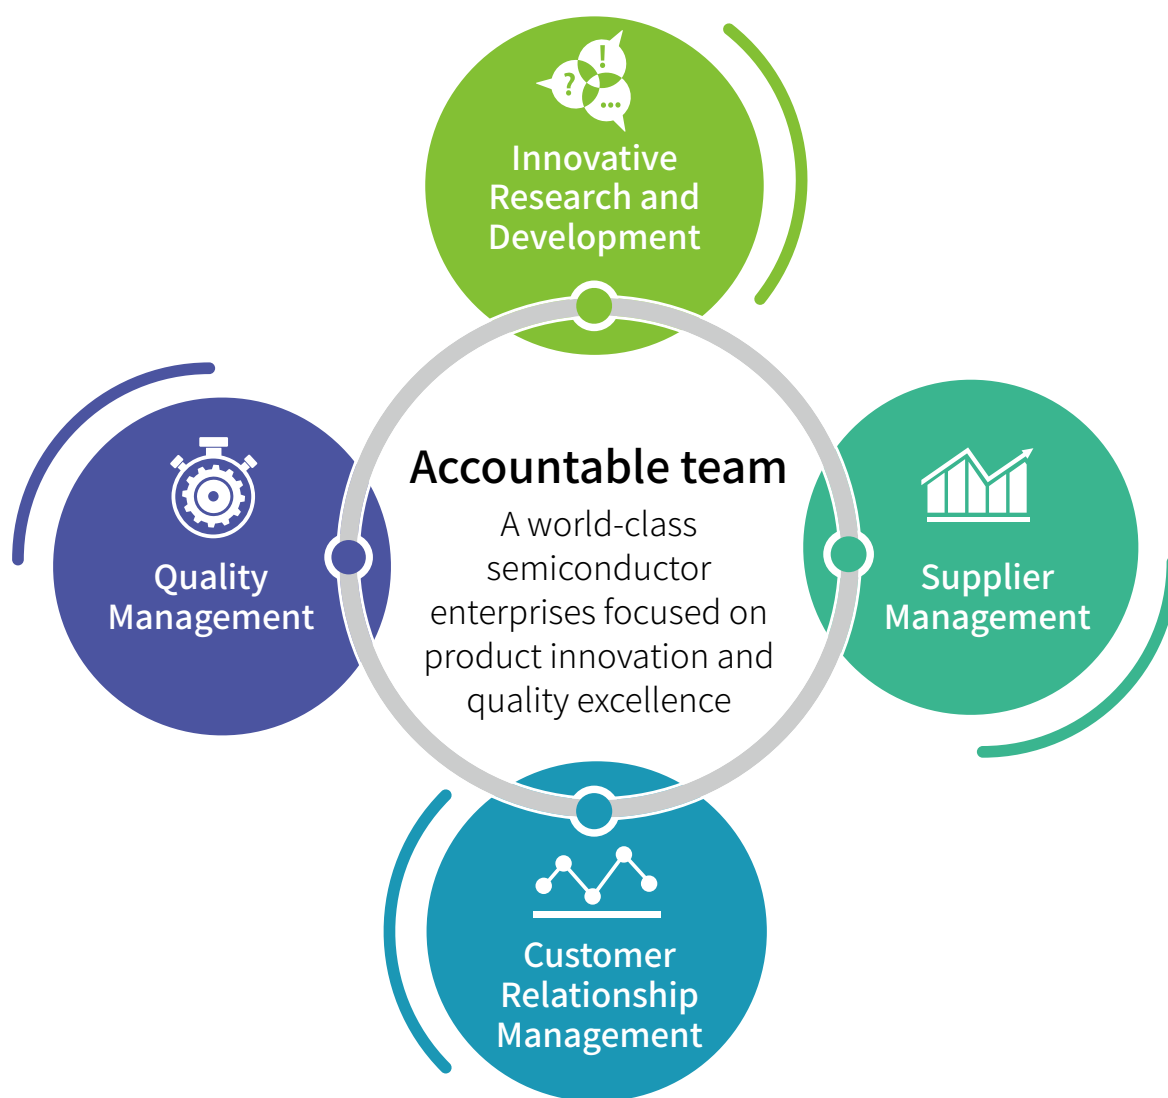 ! ? ...
Innovative
Research and
Development
Accountable team
A world-class
semiconductor
enterprises focused on
product innovation and
quality excellence
Quality
Management
Supplier
Management
Customer
Relationship
Management